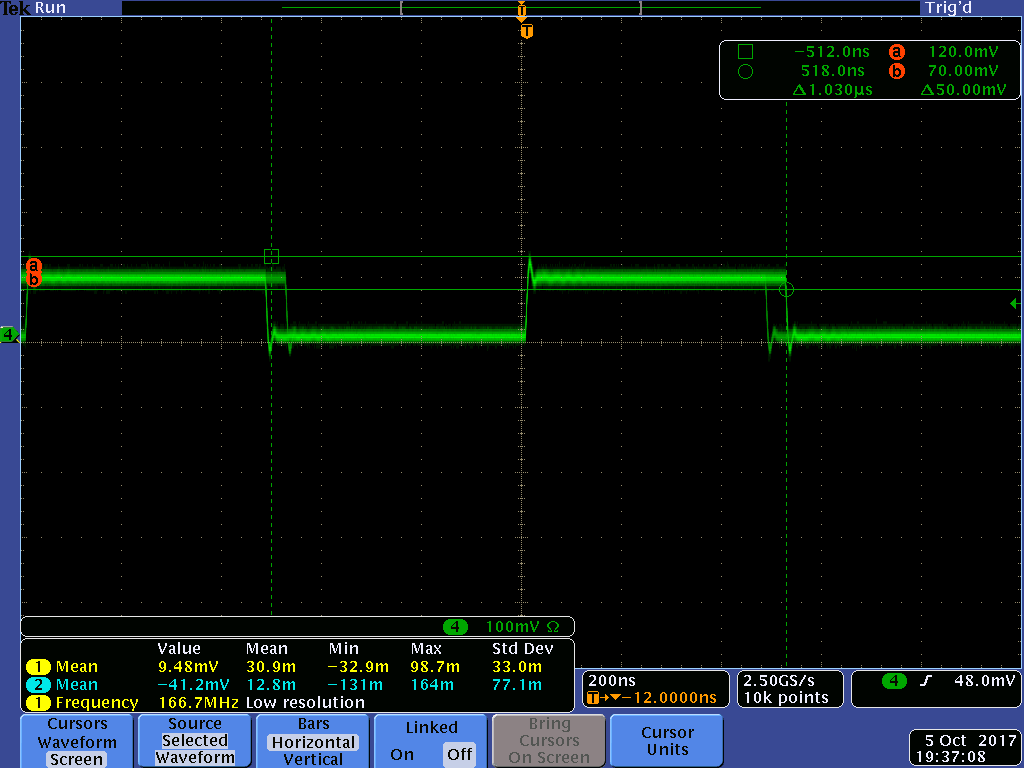 Tek Run Trig'd
T
T
−512.0ns a 120.0mV
518.0ns b 70.00mV
Δ1.030µs Δ50.00mV
a
b
4
4 100mV Ω
Value Mean Min Max Std Dev
1 Mean 9.48mV 30.9m −32.9m 98.7m 33.0m
2 Mean −41.2mV 12.8m −131m 164m 77.1m
1 Frequency 166.7MHz Low resolution
200ns
T→▼−12.0000ns
2.50GS/s
10k points
4 48.0mV
Cursors
Waveform
Screen
Source
Selected
Waveform
Bars
Horizontal
Vertical
Linked
On Off
Bring
Cursors
On Screen
Cursor
Units
5 Oct 2017
19:37:08